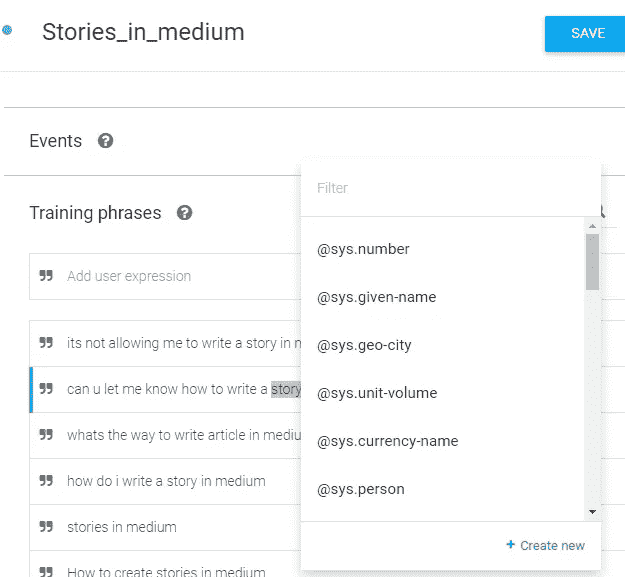 Stories_in_medium
SAVE
Events
Training phrases
Filter
@sys.number
@sys.given-name
@sys.geo-city
@sys.unit-volume
@sys.currency-name
@sys.person
+ Create new
Add user expression
its not allowing me to write a story in
can u let me know how to write a story
whats the way to write article in
how do i write a story in medium
stories in medium
How to create stories in medium